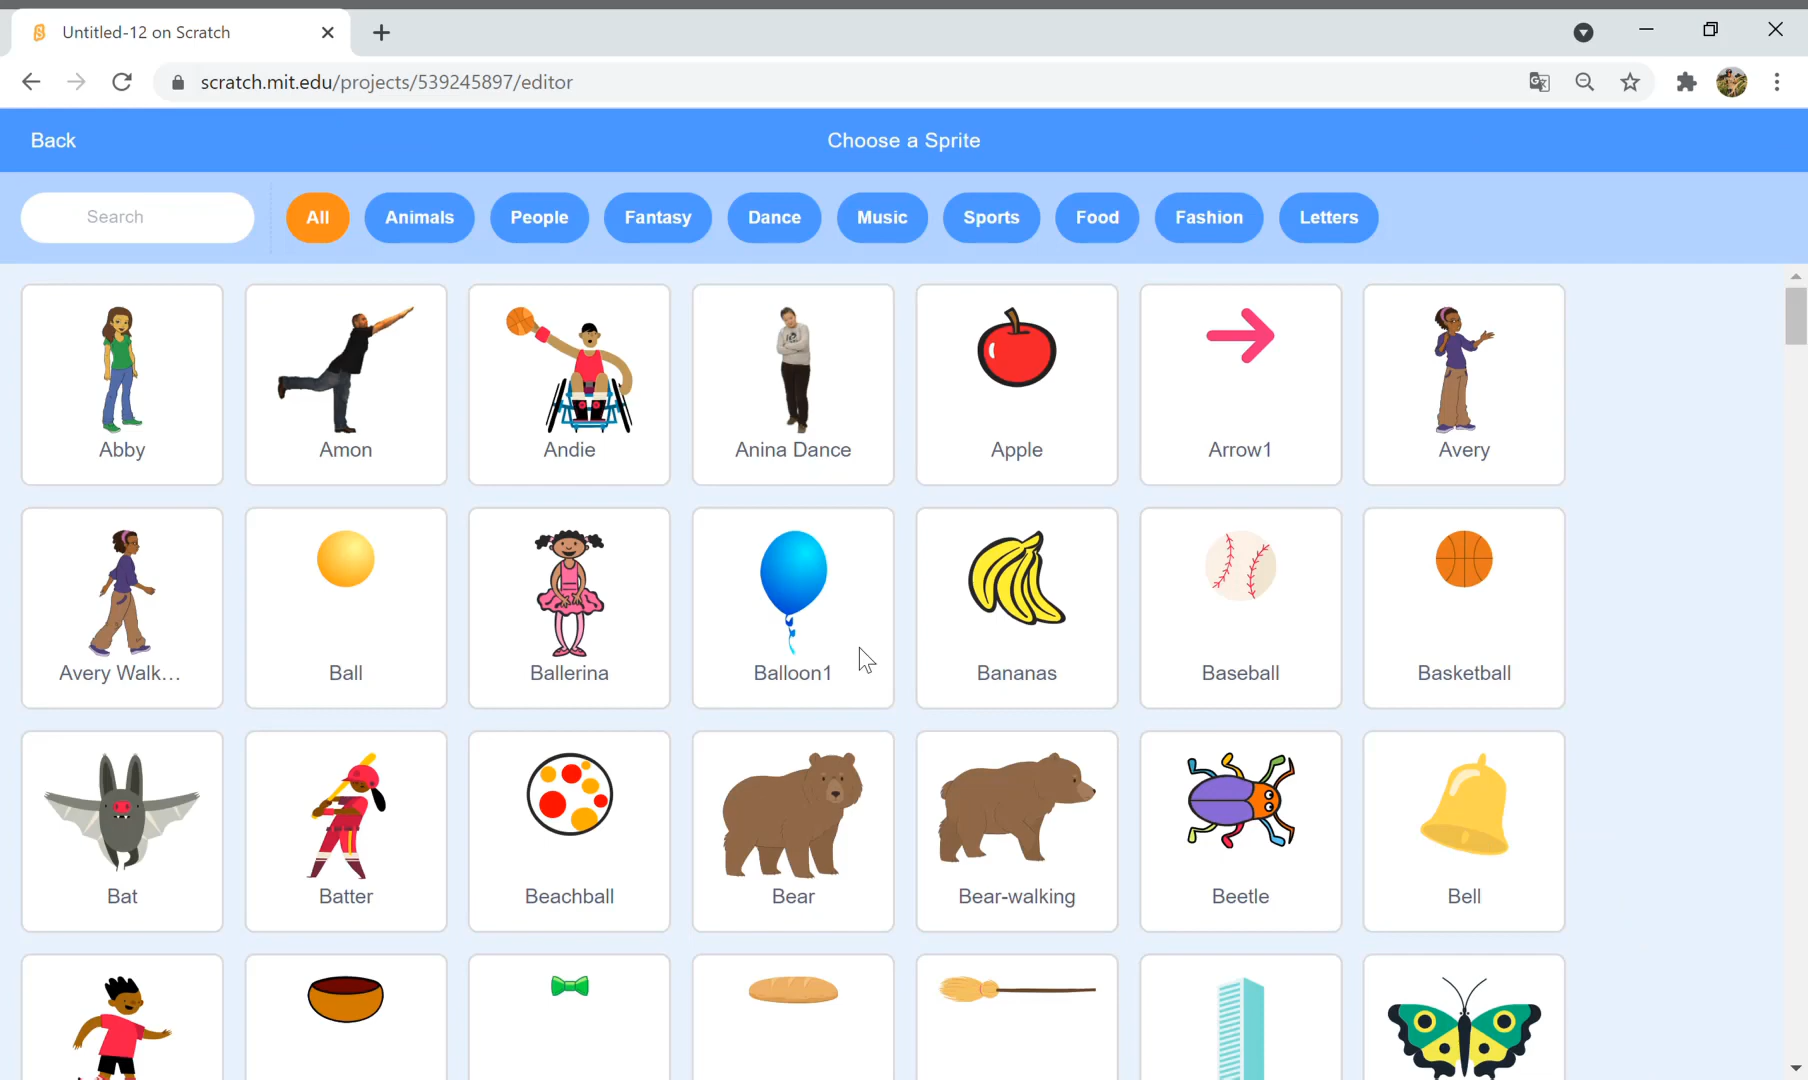 Untitled-12 on Scratch
scratch.mit.edu/projects/539245897/editor
Back
Choose a Sprite
Search
All
Animals
People
Fantasy
Dance
Music
Sports
Food
Fashion
Letters
Abby
Amon
Andie
Anina Dance
Apple
Arrow1
Avery
Avery Walk...
Ball
Ballerina
Balloon1
Bananas
Baseball
Basketball
Bat
Batter
Beachball
Bear
Bear-walking
Beetle
Bell